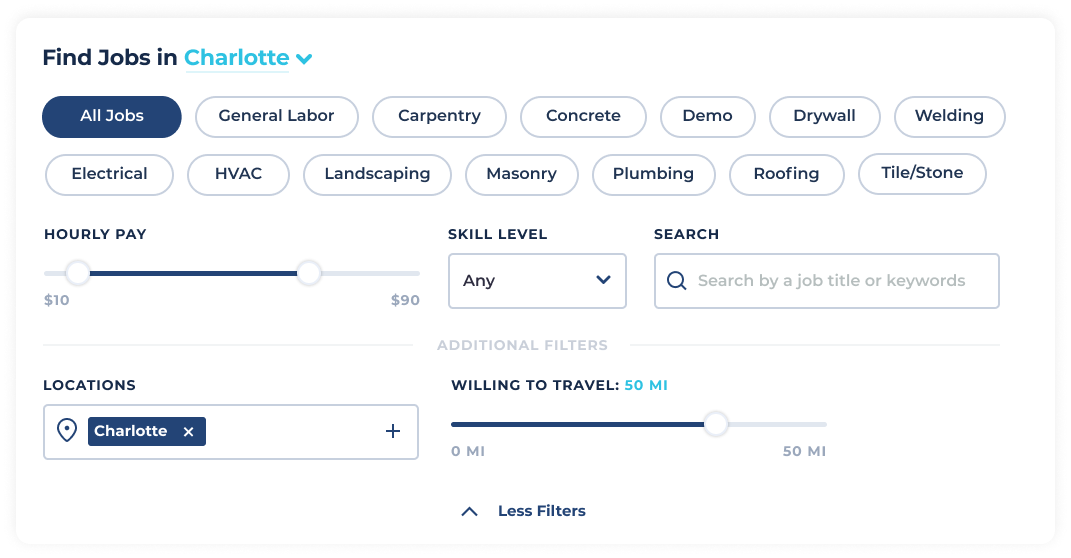 Find Jobs in Charlotte
All Jobs General Labor Carpentry Concrete Demo Drywall Welding
Electrical HVAC Landscaping Masonry Plumbing Roofing Tile/Stone
HOURLY PAY SKILL LEVEL SEARCH
Any Search by a job title or keywords
$10 $90
ADDITIONAL FILTERS
LOCATIONS WILLING TO TRAVEL: 50 MI
Charlotte × +
0 MI 50 MI
Less Filters